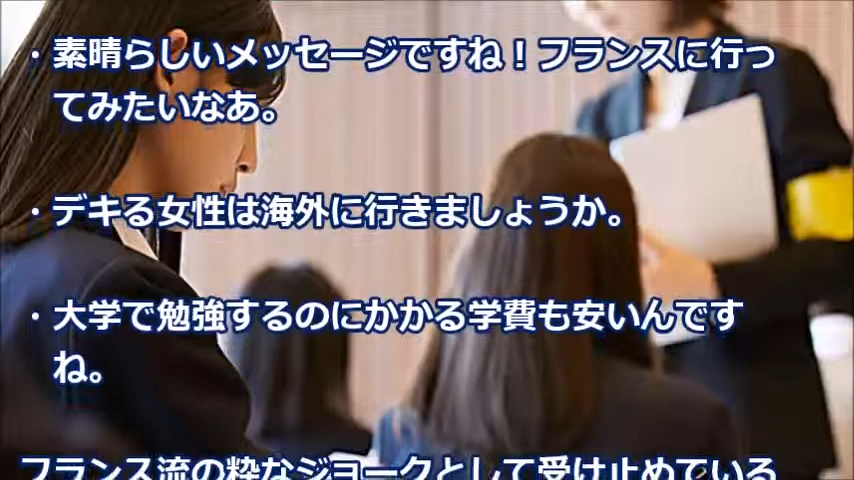 ・素晴らしいメッセージですね！フランスに行っ
てみたいなあ。
・デキる女性は海外に行きましょうか。
・大学で勉強するのにかかる学費も安いんです
ね。
フランス流の粋なジョークとして受け止めている